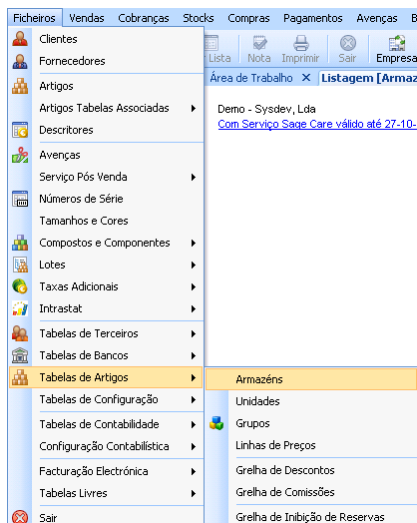 Ficheiros Vendas Cobranças Stocks Compras Pagamentos Avenças
Lista Nota Imprimir Sair Empresa
Área de Trabalho X Listagem [Armaz
Demo - Sysdev, Lda
Com Serviço Sage Care válido até 27-10-
Clientes
Fornecedores
Artigos
Artigos Tabelas Associadas
Descritores
Avenças
Serviço Pós Venda
Números de Série
Tamanhos e Cores
Compostos e Componentes
Lotes
Taxas Adicionais
Intrastat
Tabelas de Terceiros
Tabelas de Bancos
Tabelas de Artigos
Tabelas de Configuração
Tabelas de Contabilidade
Configuração Contabilística
Facturação Electrónica
Tabelas Livres
Sair
Armazéns
Unidades
Grupos
Linhas de Preços
Grelha de Descontos
Grelha de Comissões
Grelha de Inibição de Reservas